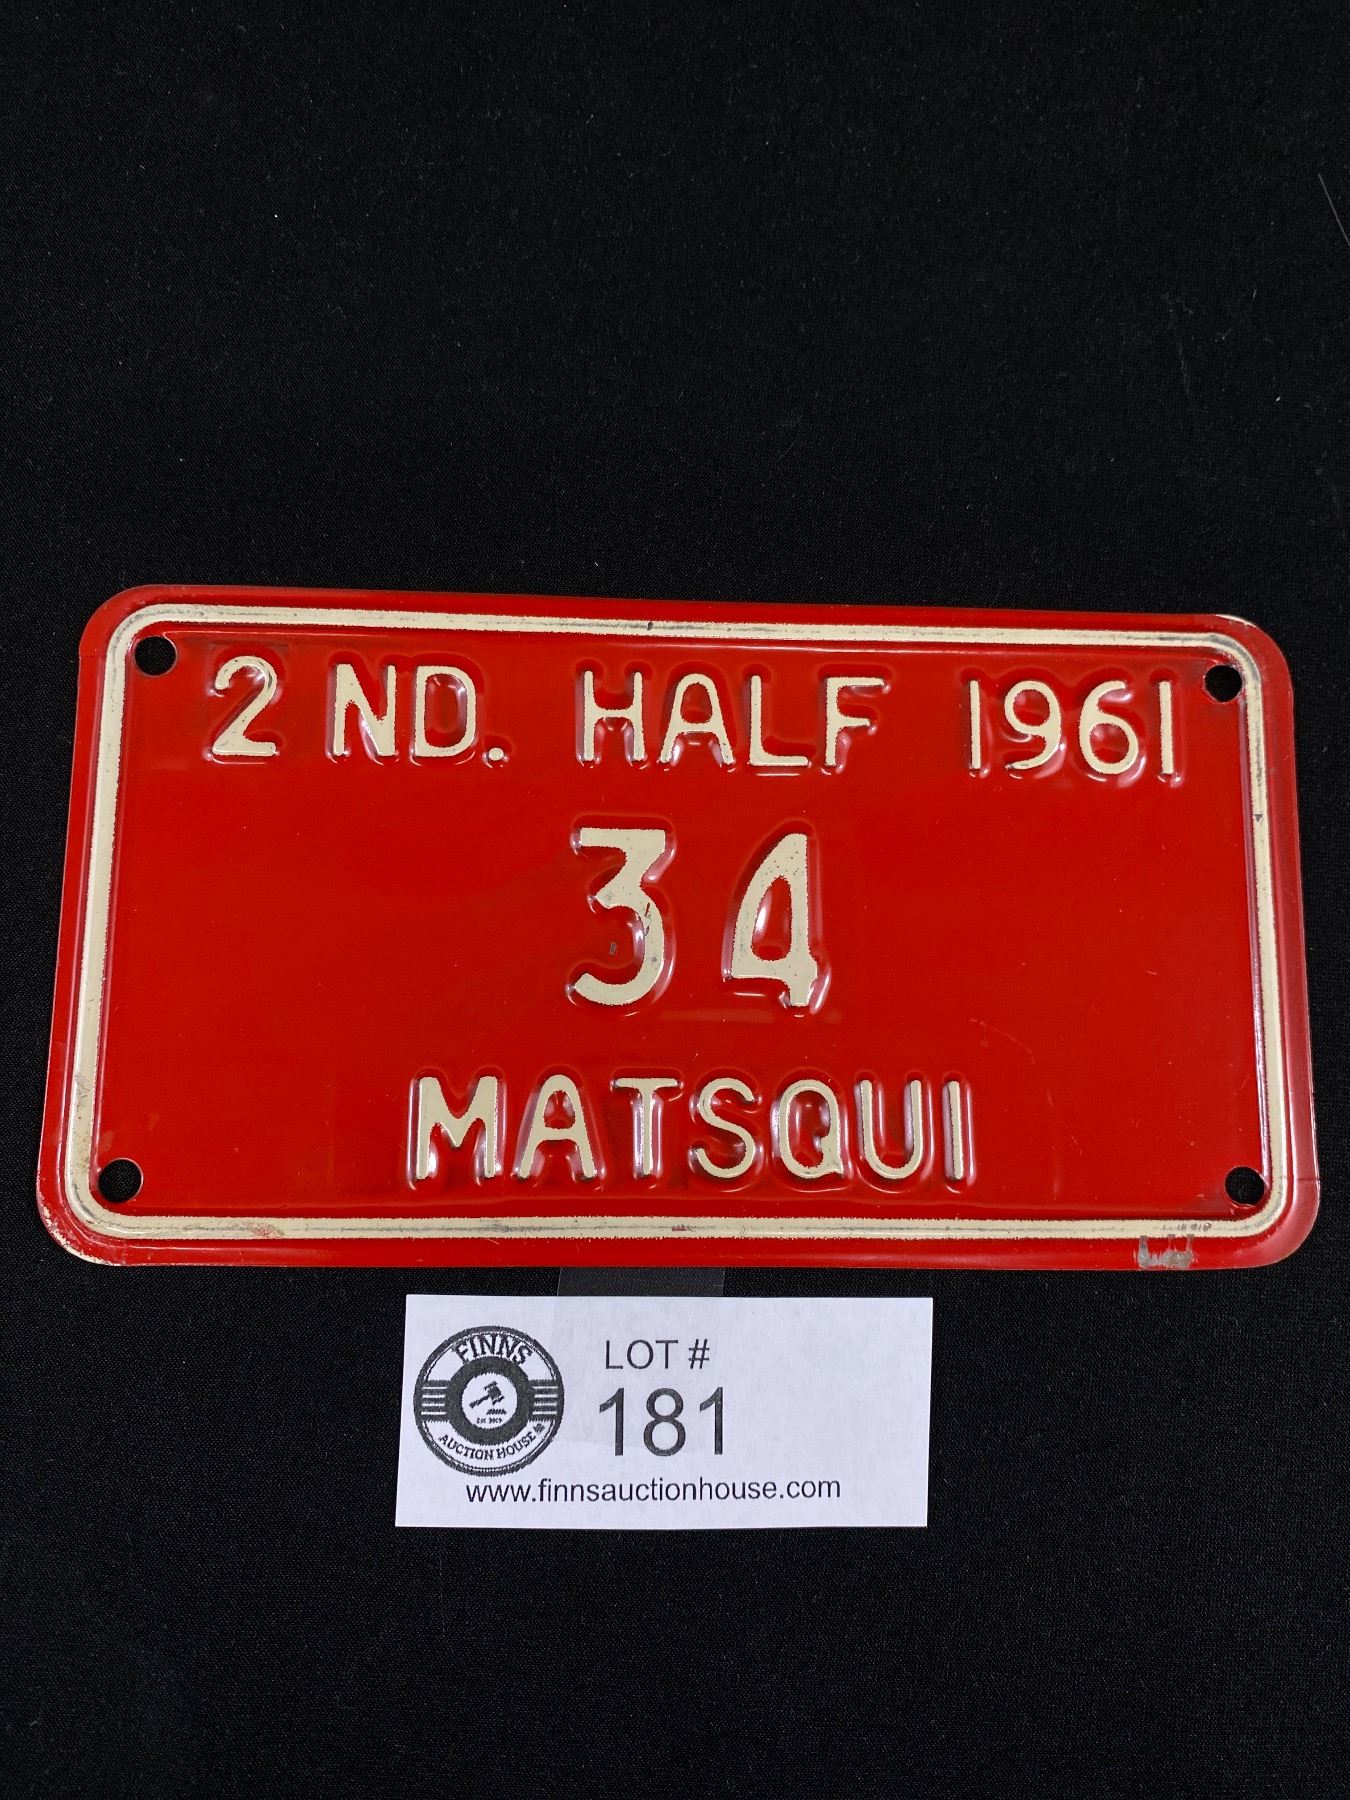 2 ND. HALF 1961
34
MATSQUI
FINNS
AUCTION HOUSE
LOT #
181
www.finnsauctionhouse.com